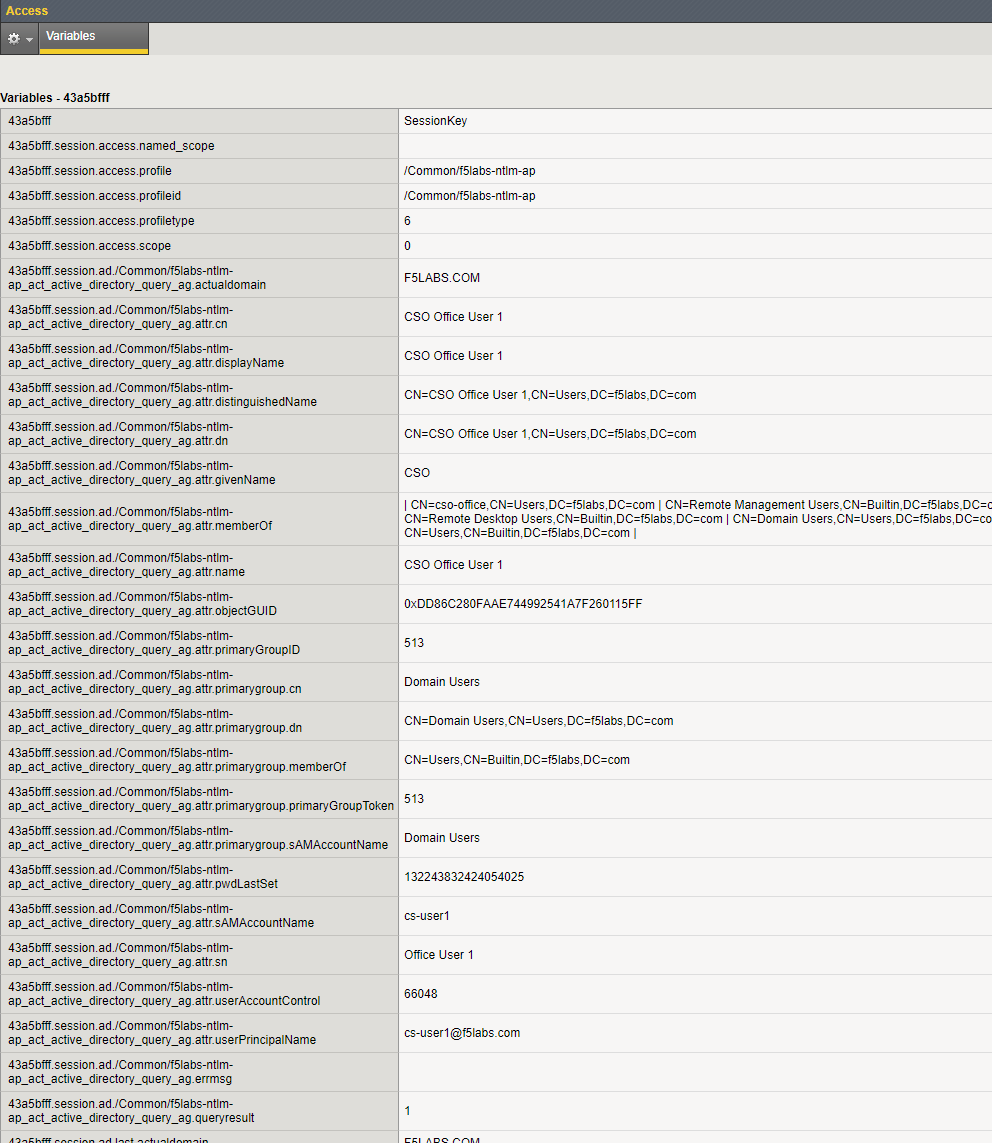 Access
Variables
Variables - 43a5bfff
43a5bfff SessionKey
43a5bfff.session.access.named_scope
43a5bfff.session.access.profile /Common/f5labs-ntlm-ap
43a5bfff.session.access.profileid /Common/f5labs-ntlm-ap
43a5bfff.session.access.profiletype 6
43a5bfff.session.access.scope 0
43a5bfff.session.ad./Common/f5labs-ntlm-
ap_act_active_directory_query_ag.actualdomain
F5LABS.COM
43a5bfff.session.ad./Common/f5labs-ntlm-
ap_act_active_directory_query_ag.attr.cn
CSO Office User 1
43a5bfff.session.ad./Common/f5labs-ntlm-
ap_act_active_directory_query_ag.attr.displayName
CSO Office User 1
43a5bfff.session.ad./Common/f5labs-ntlm-
ap_act_active_directory_query_ag.attr.distinguishedName
CN=CSO Office User 1,CN=Users,DC=f5labs,DC=com
43a5bfff.session.ad./Common/f5labs-ntlm-
ap_act_active_directory_query_ag.attr.dn
CN=CSO Office User 1,CN=Users,DC=f5labs,DC=com
43a5bfff.session.ad./Common/f5labs-ntlm-
ap_act_active_directory_query_ag.attr.givenName
CSO
43a5bfff.session.ad./Common/f5labs-ntlm-
ap_act_active_directory_query_ag.attr.memberOf
| CN=cso-office,CN=Users,DC=f5labs,DC=com | CN=Remote Management Users,CN=Builtin,DC=f5labs,DC=c
CN=Remote Desktop Users,CN=Builtin,DC=f5labs,DC=com | CN=Domain Users,CN=Users,DC=f5labs,DC=co
CN=Users,CN=Builtin,DC=f5labs,DC=com |
43a5bfff.session.ad./Common/f5labs-ntlm-
ap_act_active_directory_query_ag.attr.name
CSO Office User 1
43a5bfff.session.ad./Common/f5labs-ntlm-
ap_act_active_directory_query_ag.attr.objectGUID
0xDD86C280FAAE744992541A7F260115FF
43a5bfff.session.ad./Common/f5labs-ntlm-
ap_act_active_directory_query_ag.attr.primaryGroupID
513
43a5bfff.session.ad./Common/f5labs-ntlm-
ap_act_active_directory_query_ag.attr.primarygroup.cn
Domain Users
43a5bfff.session.ad./Common/f5labs-ntlm-
ap_act_active_directory_query_ag.attr.primarygroup.dn
CN=Domain Users,CN=Users,DC=f5labs,DC=com
43a5bfff.session.ad./Common/f5labs-ntlm-
ap_act_active_directory_query_ag.attr.primarygroup.memberOf
CN=Users,CN=Builtin,DC=f5labs,DC=com
43a5bfff.session.ad./Common/f5labs-ntlm-
ap_act_active_directory_query_ag.attr.primarygroup.primaryGroupToken
513
43a5bfff.session.ad./Common/f5labs-ntlm-
ap_act_active_directory_query_ag.attr.primarygroup.sAMAccountName
Domain Users
43a5bfff.session.ad./Common/f5labs-ntlm-
ap_act_active_directory_query_ag.attr.pwdLastSet
132243832424054025
43a5bfff.session.ad./Common/f5labs-ntlm-
ap_act_active_directory_query_ag.attr.sAMAccountName
cs-user1
43a5bfff.session.ad./Common/f5labs-ntlm-
ap_act_active_directory_query_ag.attr.sn
Office User 1
43a5bfff.session.ad./Common/f5labs-ntlm-
ap_act_active_directory_query_ag.attr.userAccountControl
66048
43a5bfff.session.ad./Common/f5labs-ntlm-
ap_act_active_directory_query_ag.attr.userPrincipalName
cs-user1@f5labs.com
43a5bfff.session.ad./Common/f5labs-ntlm-
ap_act_active_directory_query_ag.errmsg
43a5bfff.session.ad./Common/f5labs-ntlm-
ap_act_active_directory_query_ag.queryresult
1
43a5bfff.session.ad.last.actualdomain F5LABS.COM